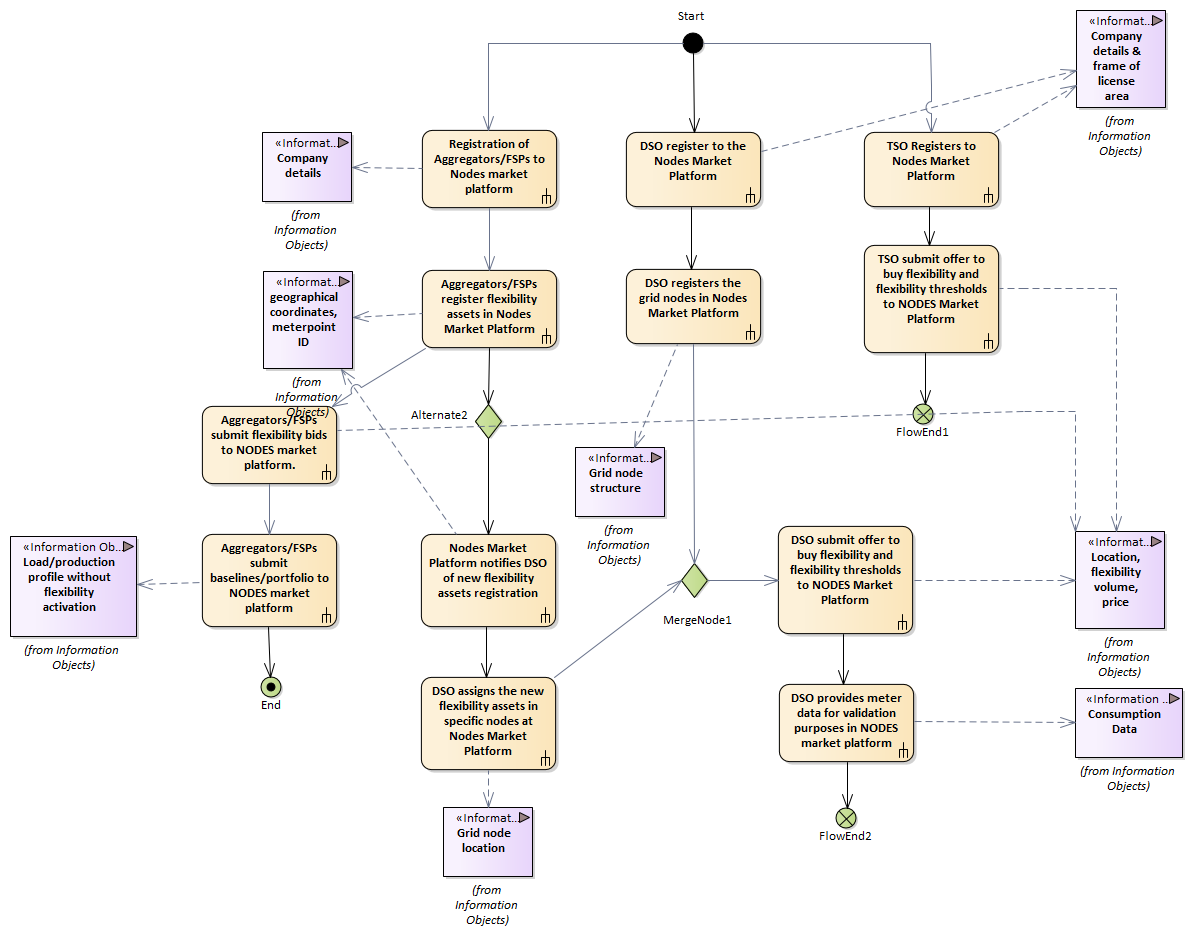 Start
«Informat...
Company
details &
frame of
license
area
(from
Information
Objects)
«Informat...
Company
details
(from
Information
Objects)
Registration of
Aggregators/FSPs to
Nodes market
platform
DSO register to the
Nodes Market
Platform
TSO Registers to
Nodes Market
Platform
«Informat...
geographical
coordinates,
meterpoint
ID
(from
Information
Objects)
Aggregators/FSPs
register flexibility
assets in Nodes
Market Platform
DSO registers the
grid nodes in Nodes
Market Platform
TSO submit offer to
buy flexibility and
flexibility thresholds
to NODES Market
Platform
Aggregators/FSPs
submit flexibility bids
to NODES market
platform.
Alternate2
FlowEnd1
«Informat...
Grid node
structure
(from
Information
Objects)
«Information Ob...
Load/production
profile without
flexibility
activation
(from Information
Objects)
Aggregators/FSPs
submit
baselines/portfolio to
NODES market
platform
Nodes Market
Platform notifies DSO
of new flexibility
assets registration
MergeNode1
DSO submit offer to
buy flexibility and
flexibility thresholds
to NODES Market
Platform
«Informat...
Location,
flexibility
volume,
price
(from
Information
Objects)
End
DSO assigns the new
flexibility assets in
specific nodes at
Nodes Market
Platform
DSO provides meter
data for validation
purposes in NODES
market platform
«Information ...
Consumption
Data
(from Information
Objects)
«Informat...
Grid node
location
(from
Information
Objects)
FlowEnd2